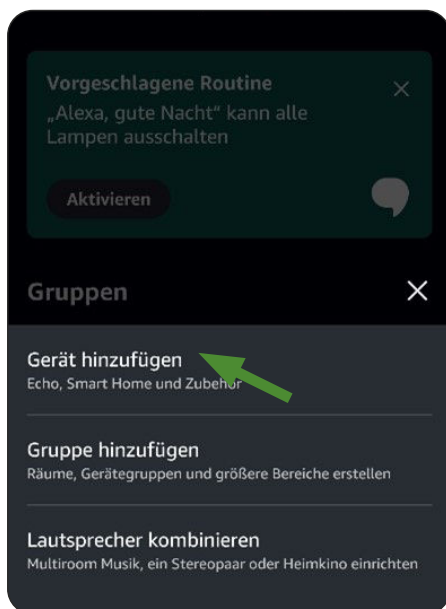 Vorgeschlagene Routine
„Alexa, gute Nacht“ kann alle
Lampen ausschalten
Aktivieren
Gruppen
Gerät hinzufügen
Echo, Smart Home und Zubehör
Gruppe hinzufügen
Räume, Gerätegruppen und größere Bereiche erstellen
Lautsprecher kombinieren
Multiroom Musik, ein Stereopaar oder Heimkino einrichten